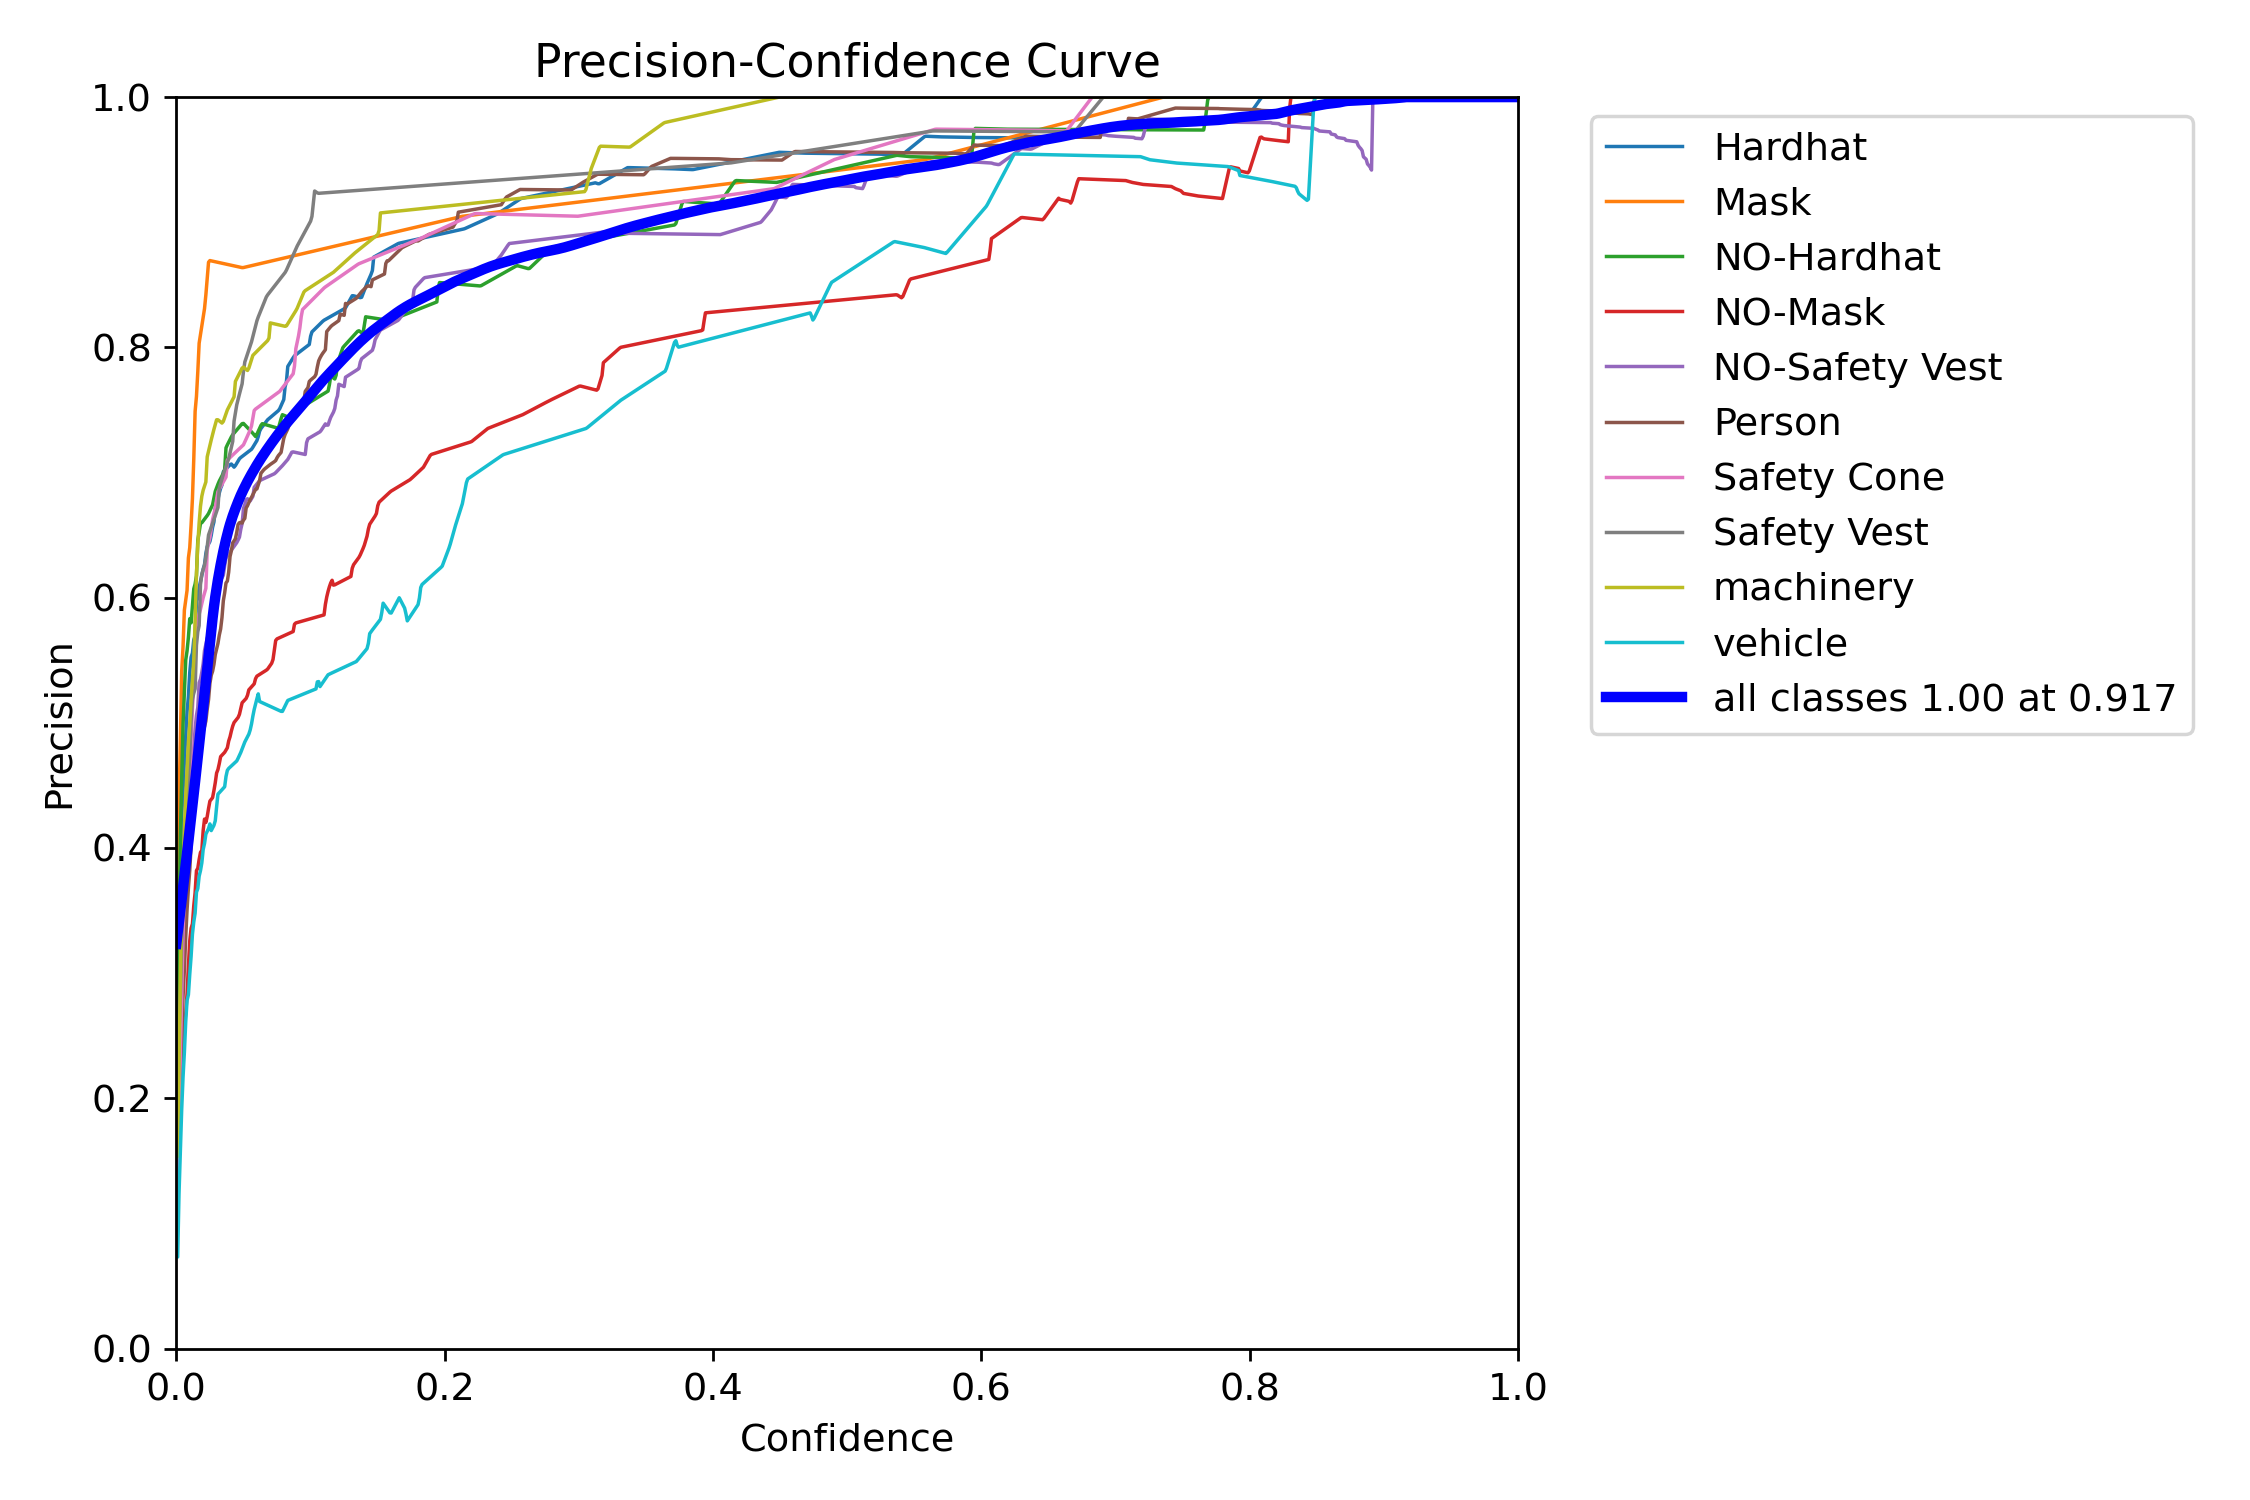 Precision-Confidence Curve
1.0
0.8
0.6
0.4
0.2
0.0
Precision
0.0 0.2 0.4 0.6 0.8 1.0
Confidence
Hardhat
Mask
NO-Hardhat
NO-Mask
NO-Safety Vest
Person
Safety Cone
Safety Vest
machinery
vehicle
all classes 1.00 at 0.917